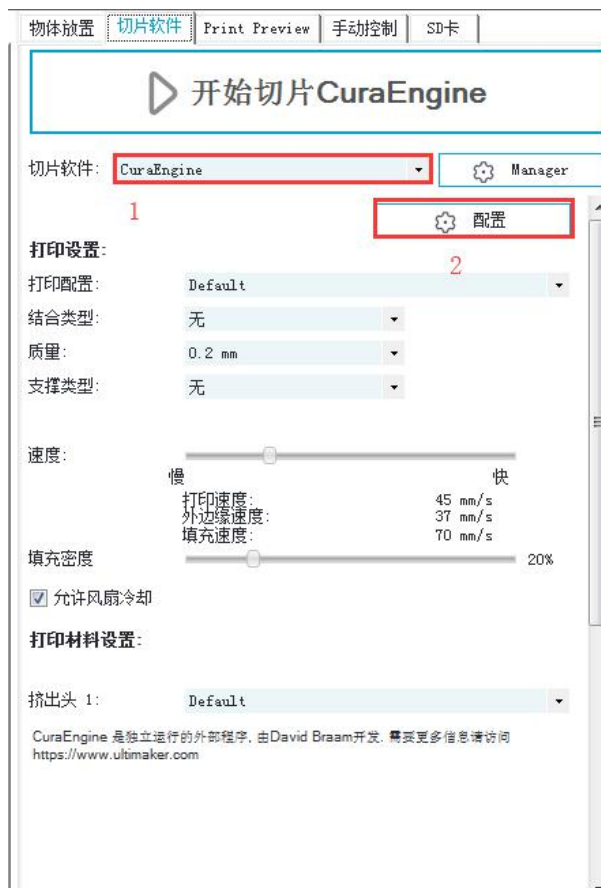 物体放置 切片软件 Print Preview 手动控制 SD卡
开始切片CuraEngine
切片软件: CuraEngine Manager
1
配置
打印设置:
2
打印配置: Default
结合类型: 无
质量: 0.2 mm
支撑类型: 无
速度:
慢 快
打印速度: 45 mm/s
外边缘速度: 37 mm/s
填充速度: 70 mm/s
填充密度 20%
允许风扇冷却
打印材料设置:
挤出头 1: Default
CuraEngine 是独立运行的外部程序, 由David Braam开发. 需要更多信息请访问
https://www.ultimaker.com